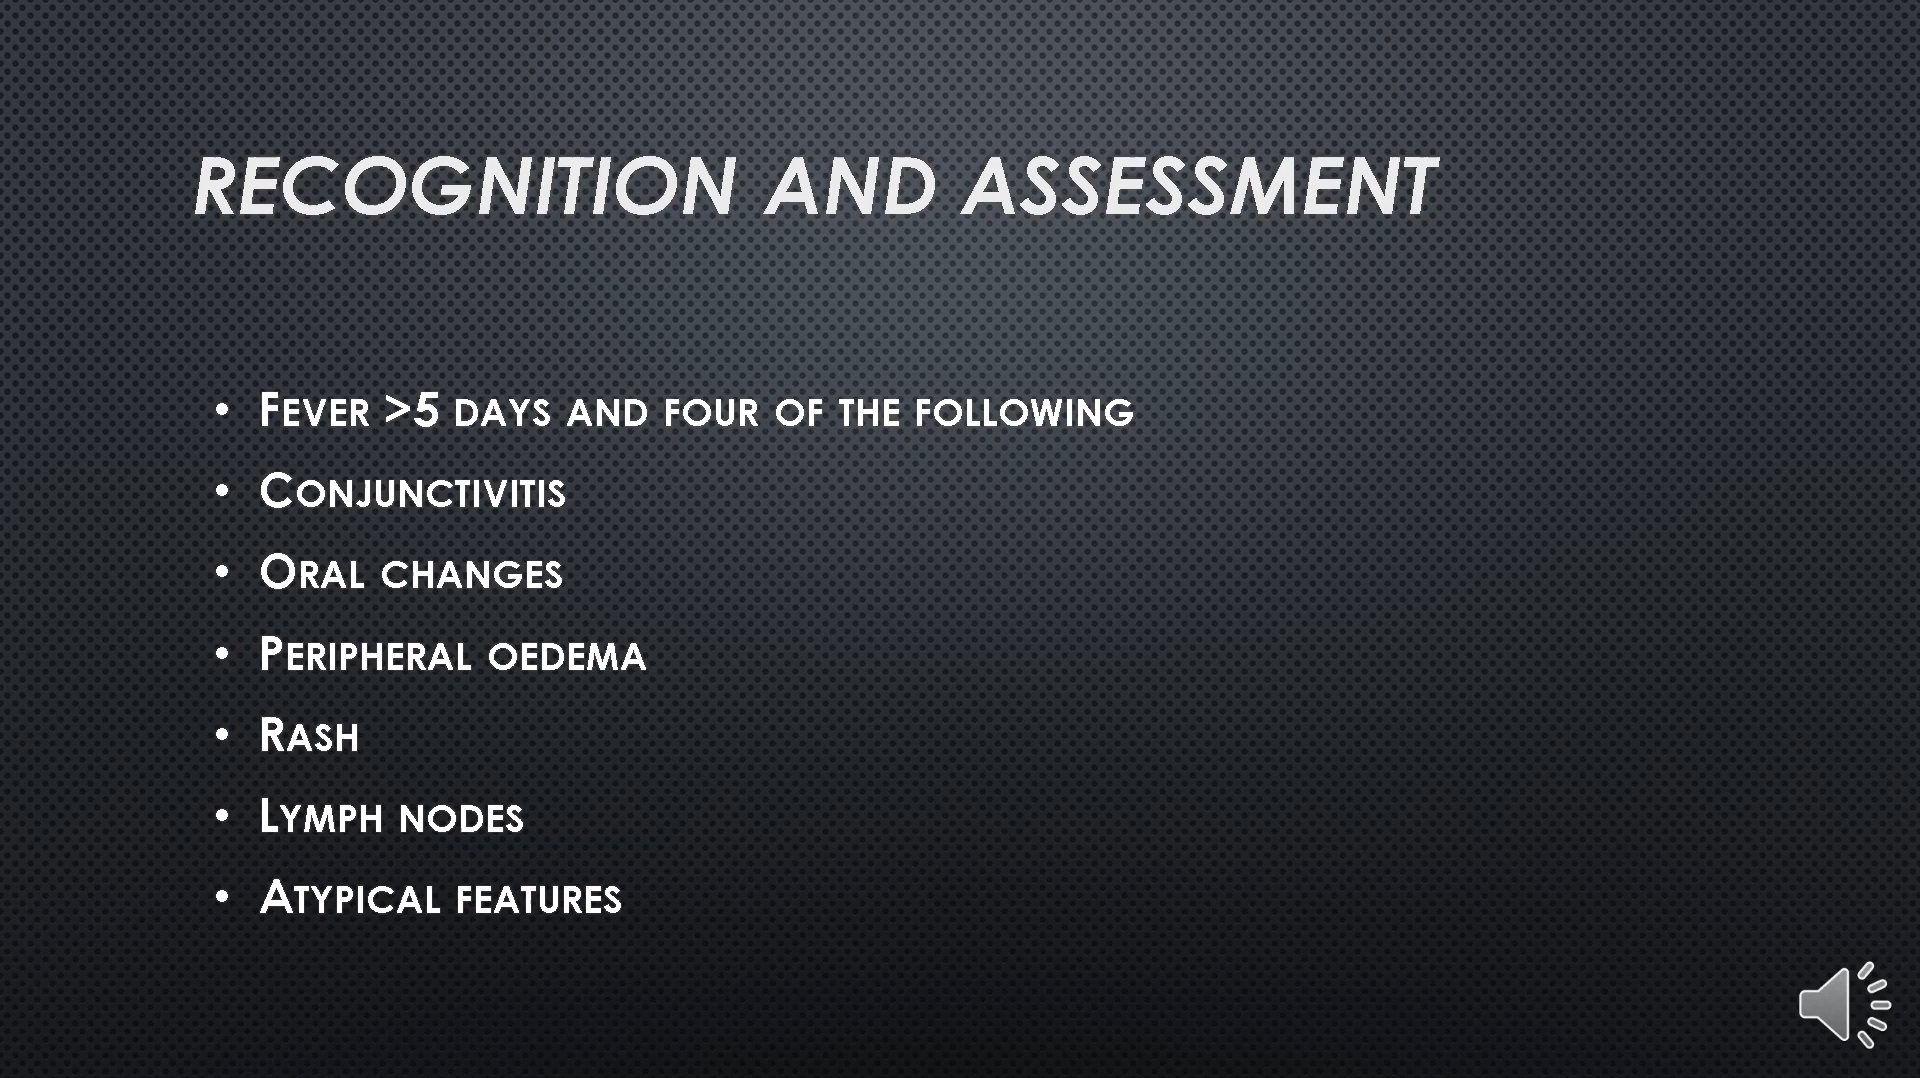 RECOGNITION AND ASSESSMENT
• FEVER >5 DAYS AND FOUR OF THE FOLLOWING
• CONJUNCTIVITIS
• ORAL CHANGES
• PERIPHERAL OEDEMA
• RASH
• LYMPH NODES
• ATYPICAL FEATURES